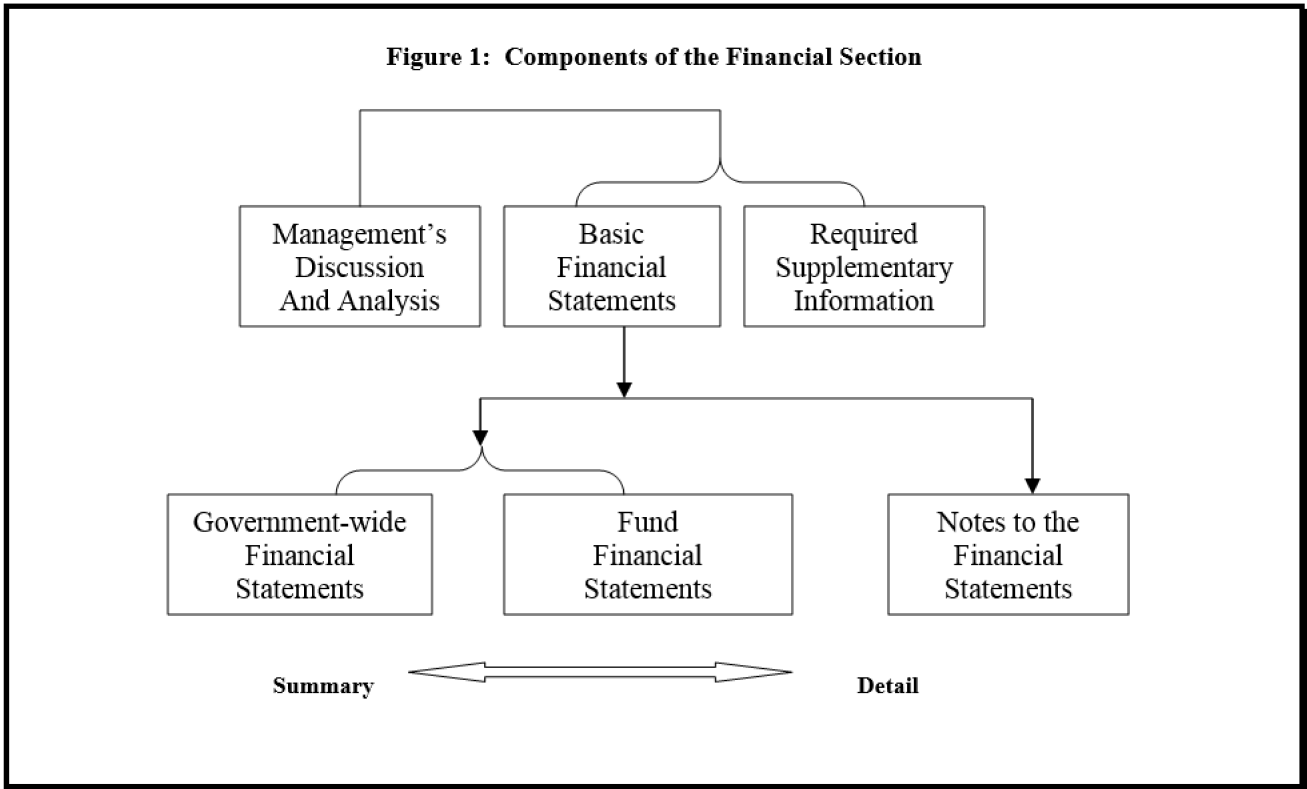 Figure 1:  Components of the Financial Section
Management’s
Discussion
And Analysis
Basic
Financial
Statements
Required
Supplementary
Information
Government-wide
Financial
Statements
Fund
Financial
Statements
Notes to the
Financial
Statements
Summary
Detail